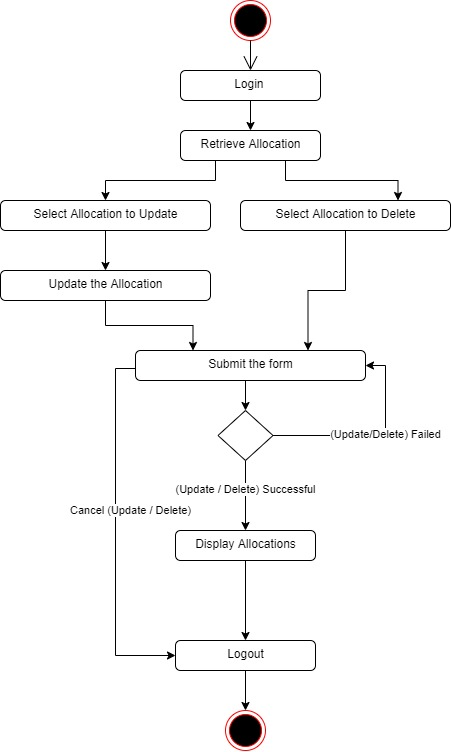 Login
Retrieve Allocation
Select Allocation to Update
Select Allocation to Delete
Update the Allocation
Submit the form
(Update/Delete) Failed
(Update / Delete) Successful
Cancel (Update / Delete)
Display Allocations
Logout